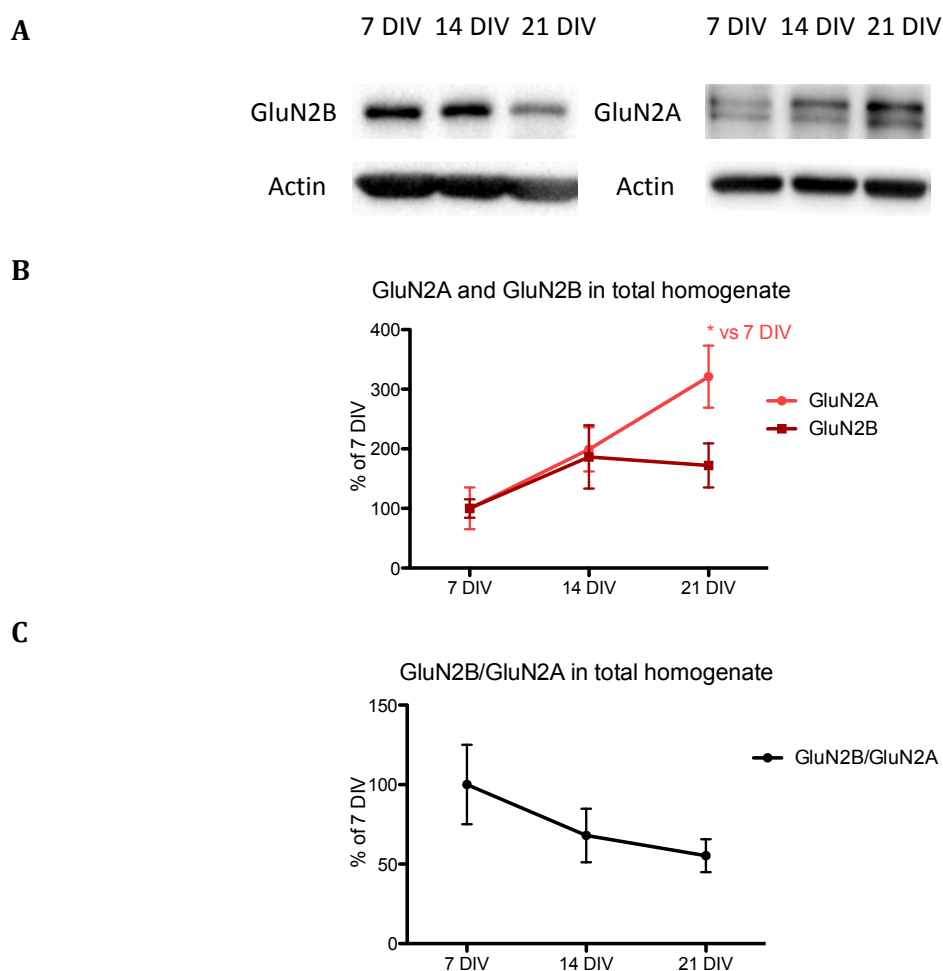 A
7 DIV 14 DIV 21 DIV 7 DIV 14 DIV 21 DIV
GluN2B GluN2A
Actin Actin
B
GluN2A and GluN2B in total homogenate
400
* vs 7 DIV
300
GluN2A
GluN2B
200
% of 7 DIV
100
0
7 DIV 14 DIV 21 DIV
C
GluN2B/GluN2A in total homogenate
150
GluN2B/GluN2A
100
% of 7 DIV
50
0
7 DIV 14 DIV 21 DIV